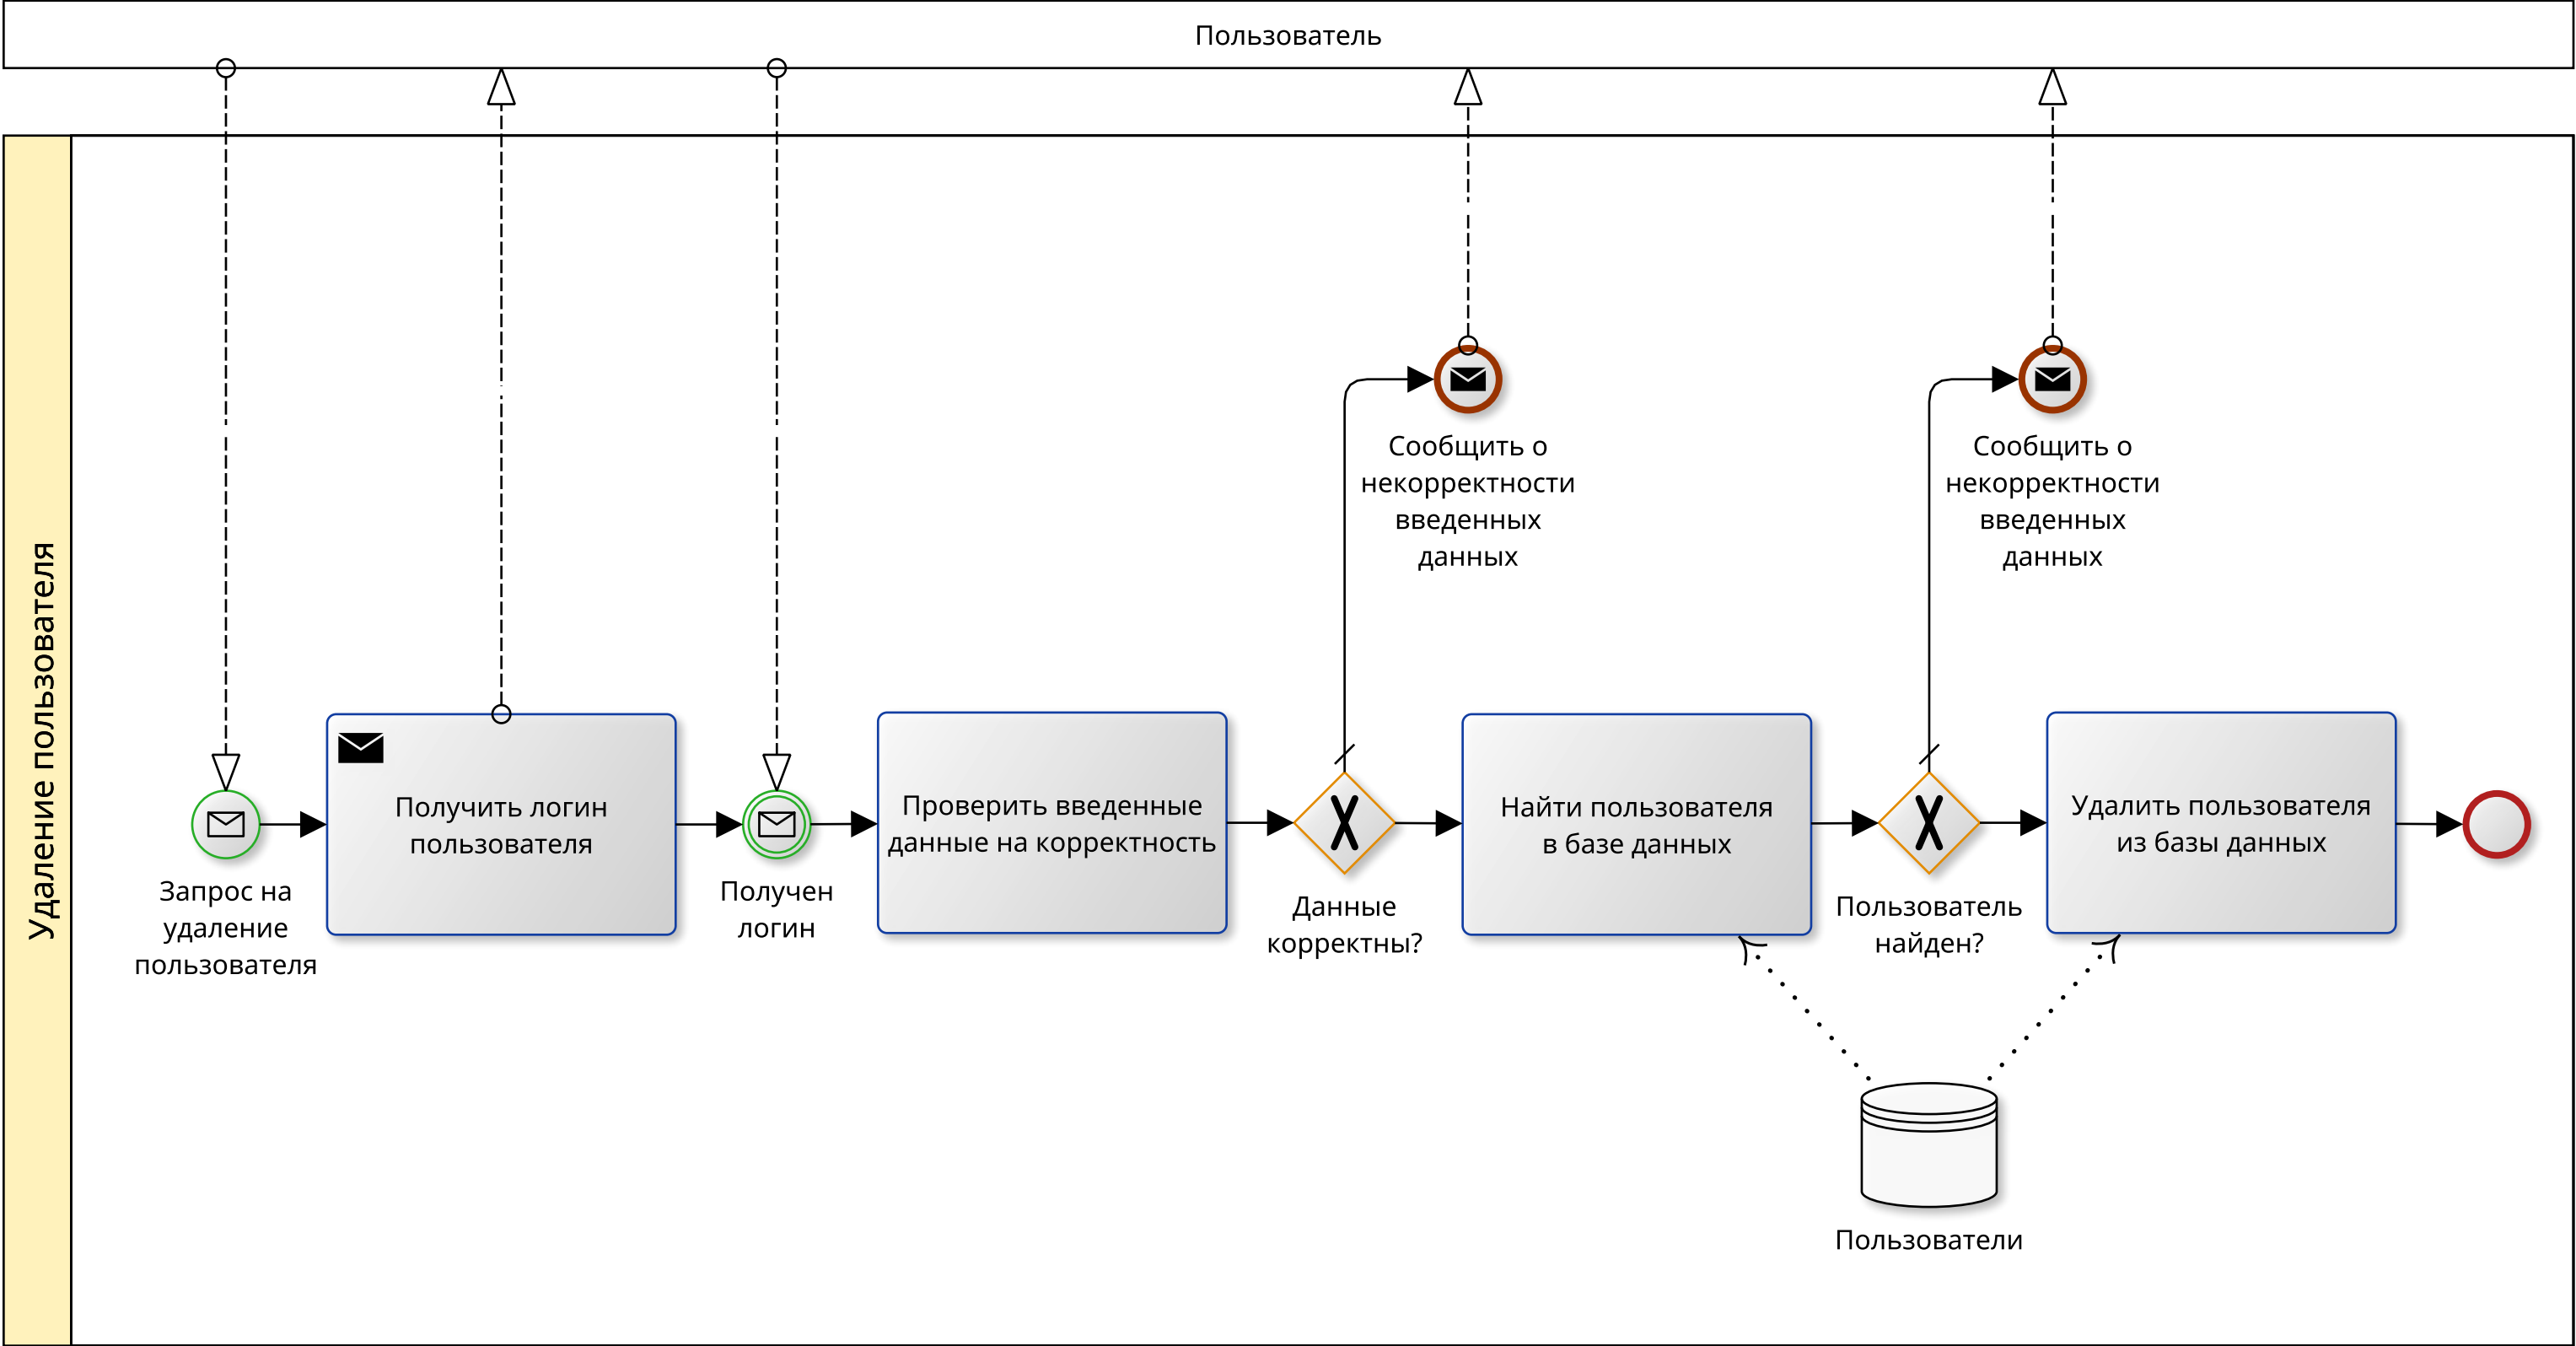 Пользователь
Удаление пользователя
Запрос на
удаление
пользователя
Получить логин
пользователя
Получен
логин
Проверить введенные
данные на корректность
Данные
корректны?
Сообщить о
некорректности
введенных
данных
Найти пользователя
в базе данных
Пользователь
найден?
Сообщить о
некорректности
введенных
данных
Удалить пользователя
из базы данных
Пользователи